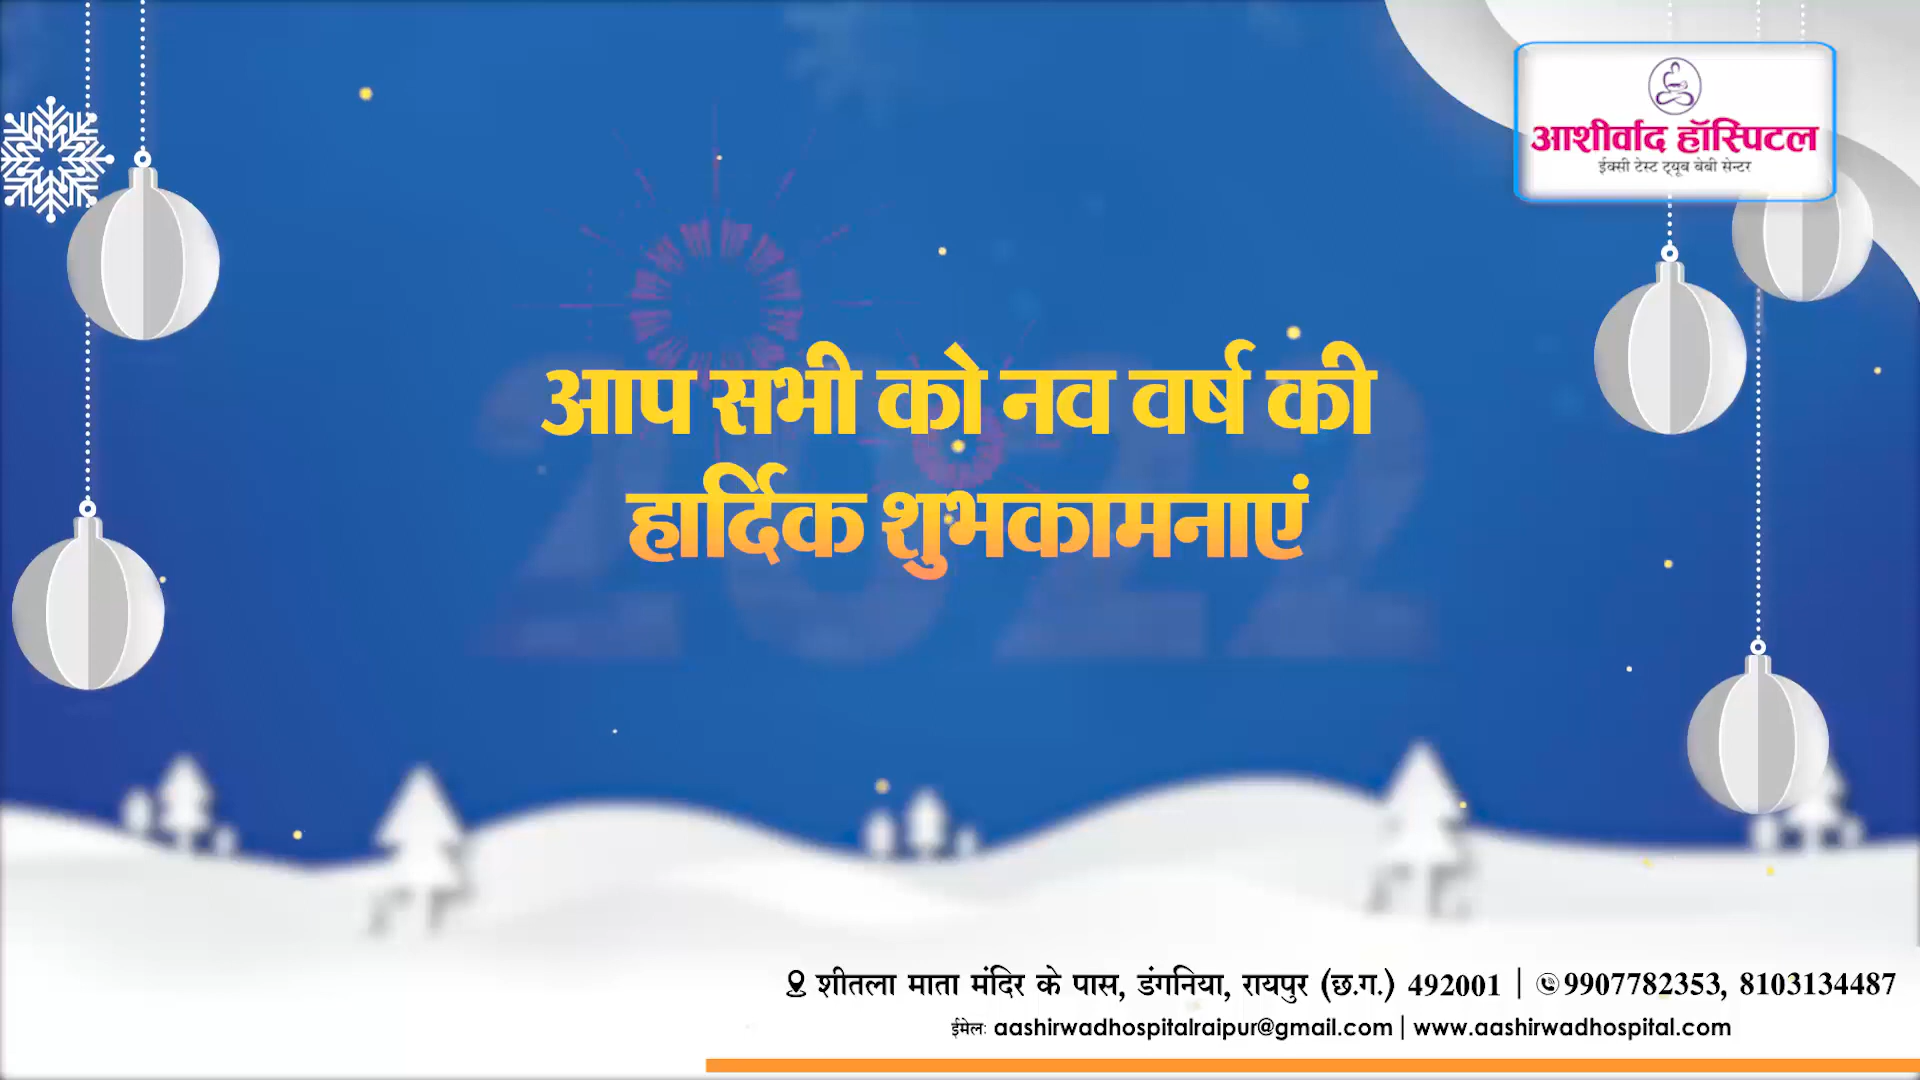 आशीर्वाद हॉस्पिटल
ईक्सी टेस्ट ट्यूब बेबी सेन्टर
2022
आप सभी को नव वर्ष की
हार्दिक शुभकामनाएं
शीतला माता मंदिर के पास, डंगनिया, रायपुर (छ.ग.) 492001 | 9907782353, 8103134487
ईमेल: aashirwadhospitalraipur@gmail.com | www.aashirwadhospital.com